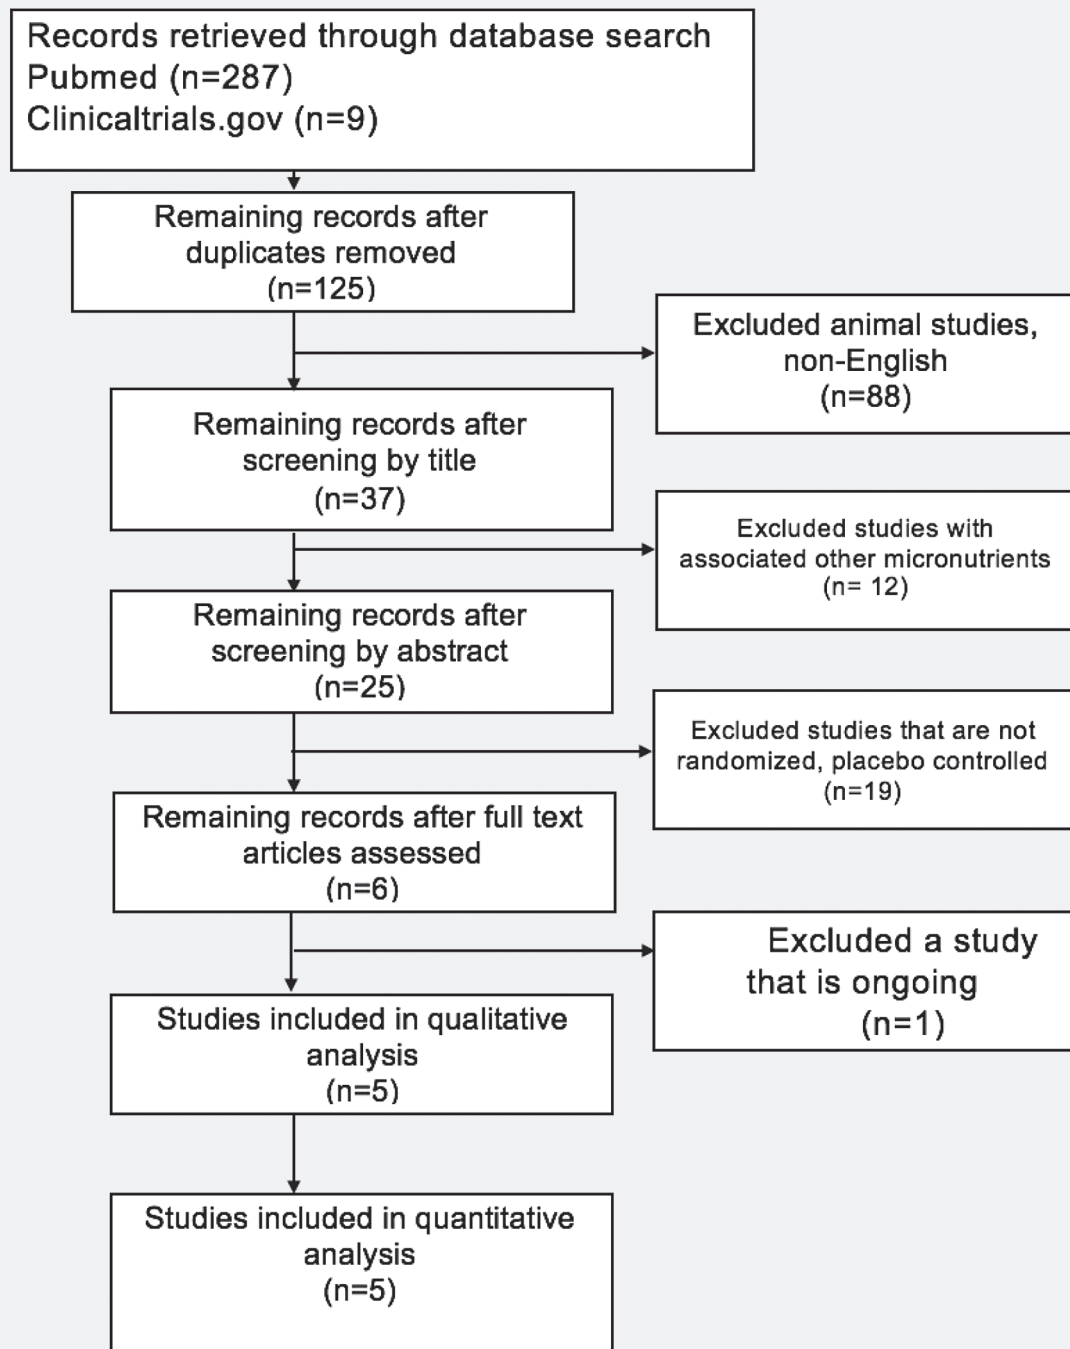 Records retrieved through database search
Pubmed (n=287)
Clinicaltrials.gov (n=9)
Remaining records after
duplicates removed
(n=125)
Excluded animal studies,
non-English
(n=88)
Remaining records after
screening by title
(n=37)
Excluded studies with
associated other micronutrients
(n= 12)
Remaining records after
screening by abstract
(n=25)
Excluded studies that are not
randomized, placebo controlled
(n=19)
Remaining records after full text
articles assessed
(n=6)
Excluded a study
that is ongoing
(n=1)
Studies included in qualitative
analysis
(n=5)
Studies included in quantitative
analysis
(n=5)